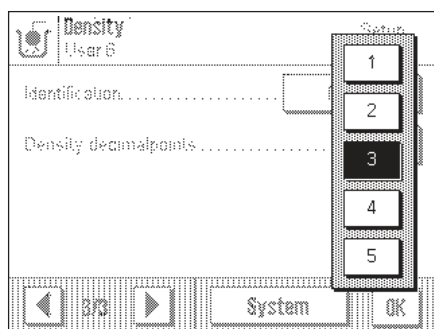 Density
User 6
Setup
Identification
Density decimalpoints
1
2
3
4
5
3/3
System
OK